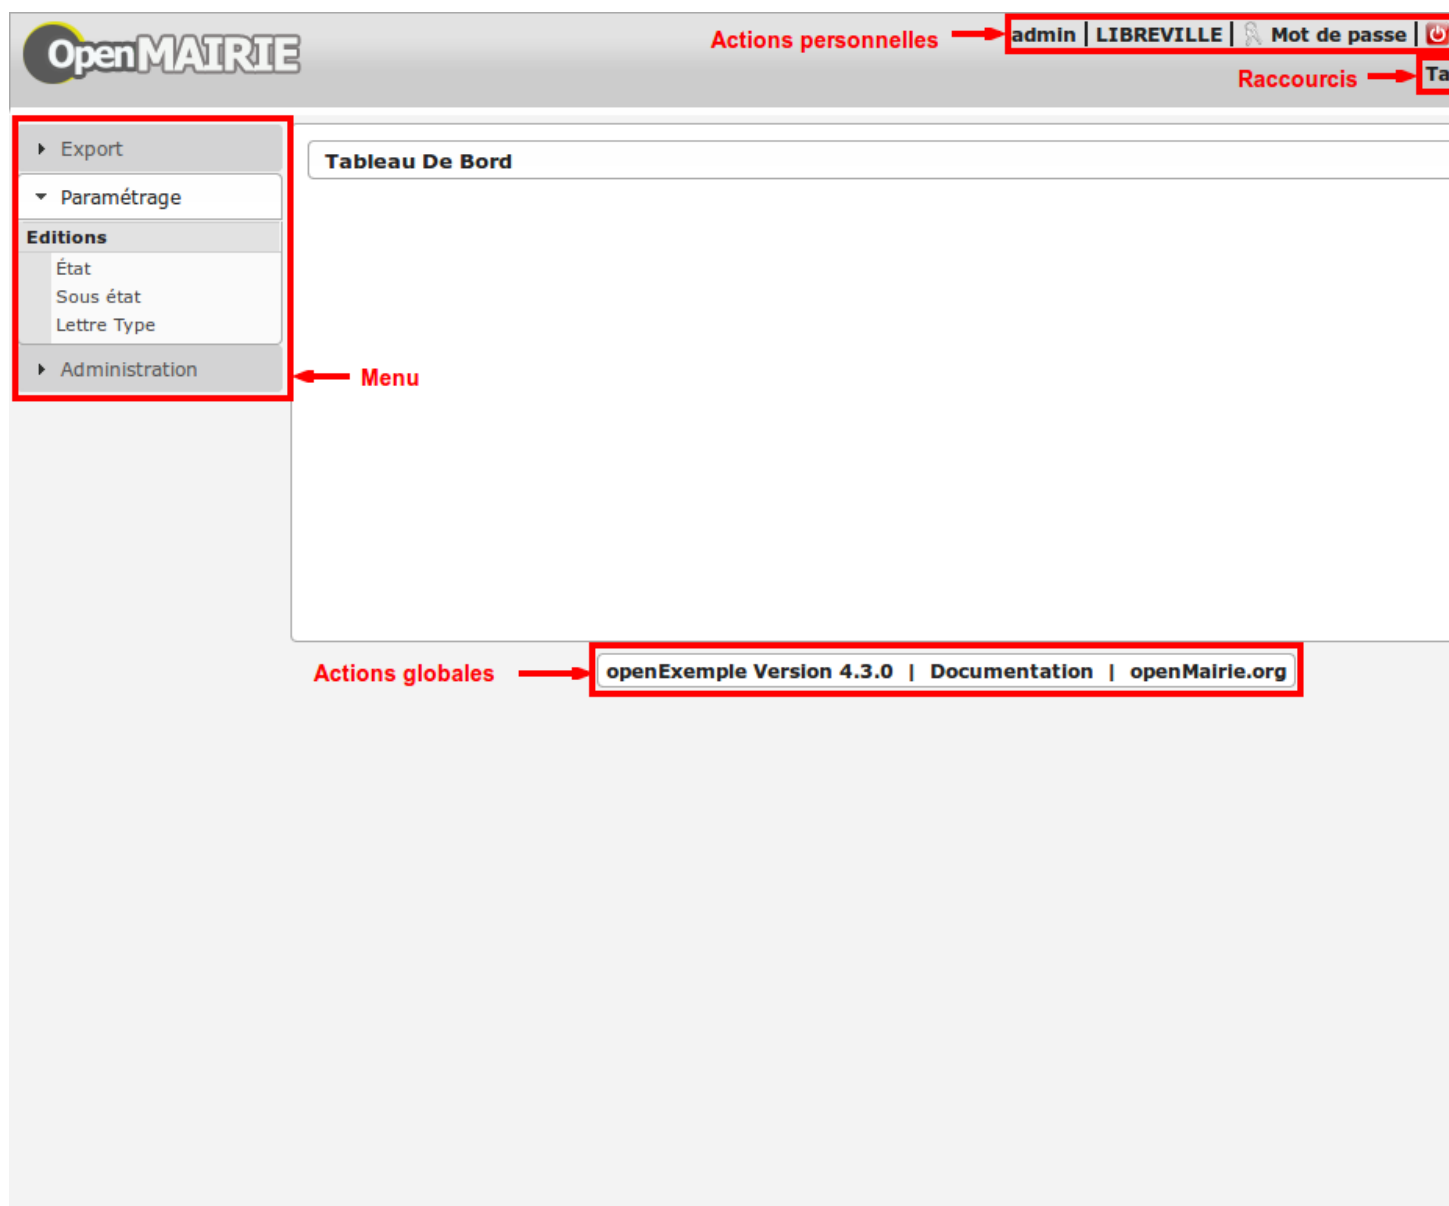 OpenMAIRIE
Actions personnelles
admin | LIBREVILLE | Mot de passe |
Raccourcis
Export
Tableau De Bord
Paramétrage
Editions
État
Sous état
Lettre Type
Administration
Menu
Actions globales
openExemple Version 4.3.0 | Documentation | openMairie.org